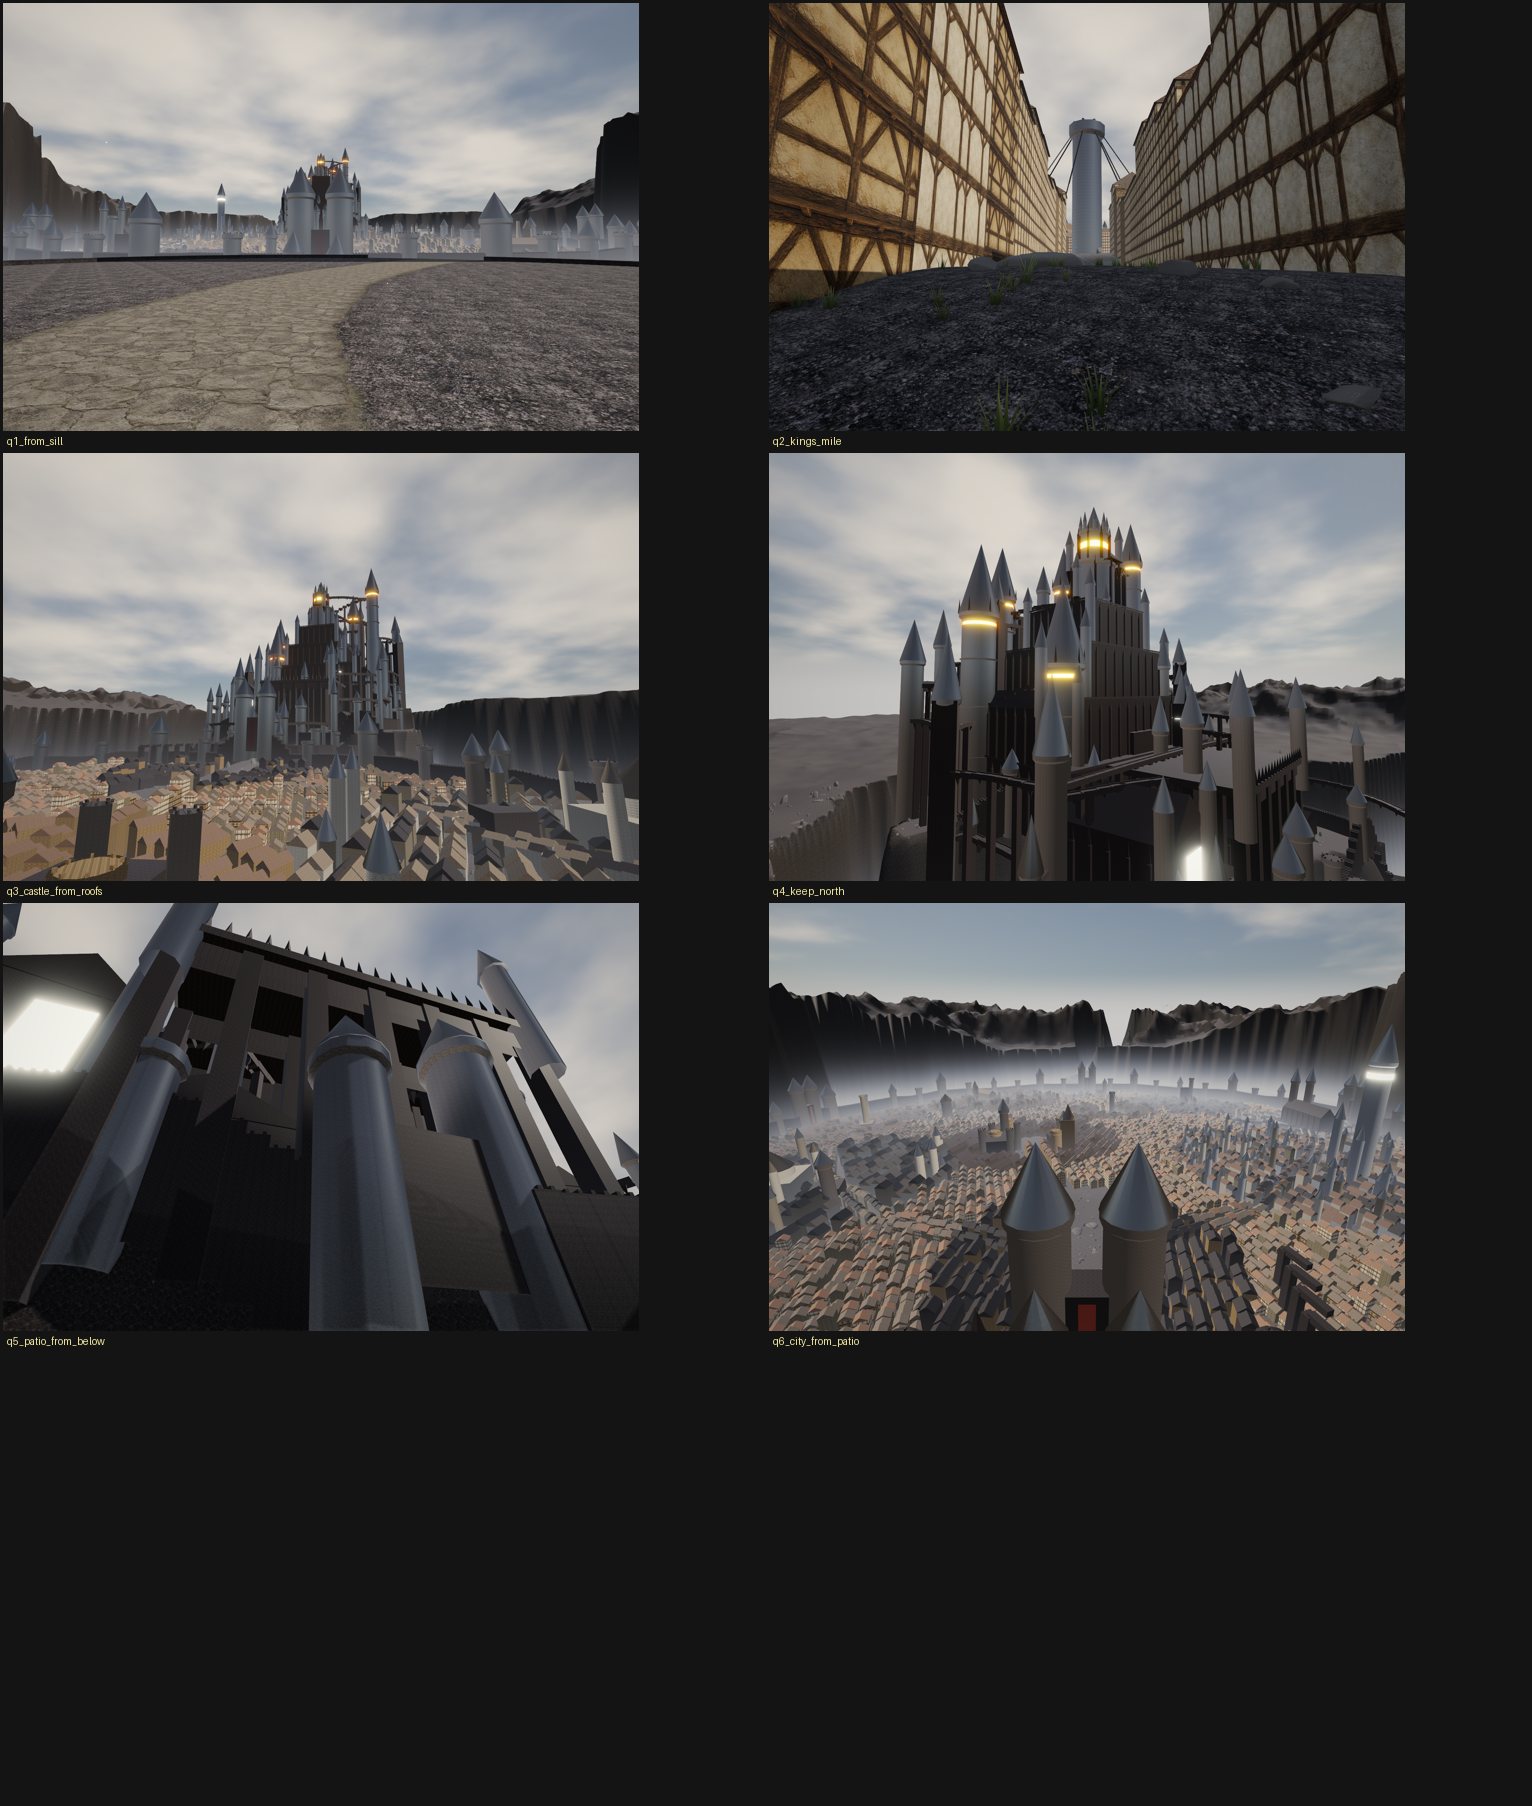 q1_from_sill
q2_kings_mile
q3_castle_from_roofs
q4_keep_north
q5_patio_from_below
q6_city_from_patio